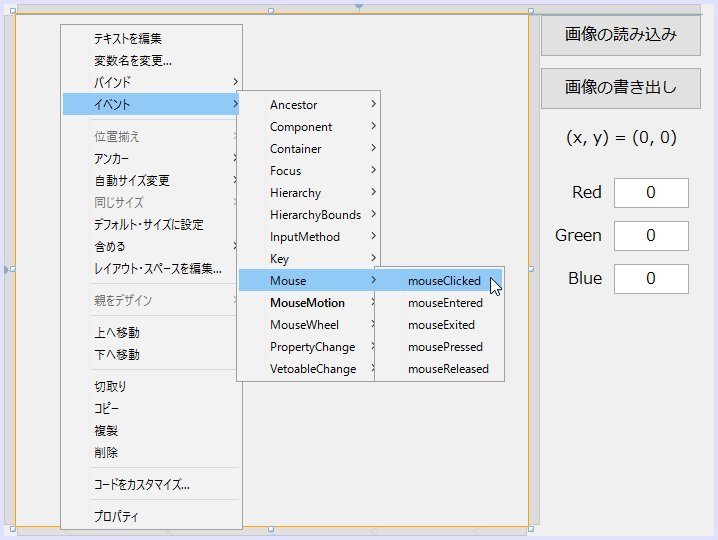 テキストを編集
変数名を変更...
バインド
イベント
位置揃え
アンカー
自動サイズ変更
同じサイズ
デフォルト・サイズに設定
含める
レイアウト・スペースを編集...
親をデザイン
上へ移動
下へ移動
切取り
コピー
複製
削除
コードをカスタマイズ...
プロパティ
Ancestor
Component
Container
Focus
Hierarchy
HierarchyBounds
InputMethod
Key
Mouse
MouseMotion
MouseWheel
PropertyChange
VetoableChange
mouseClicked
mouseEntered
mouseExited
mousePressed
mouseReleased
画像の読み込み
画像の書き出し
(x, y) = (0, 0)
Red 0
Green 0
Blue 0